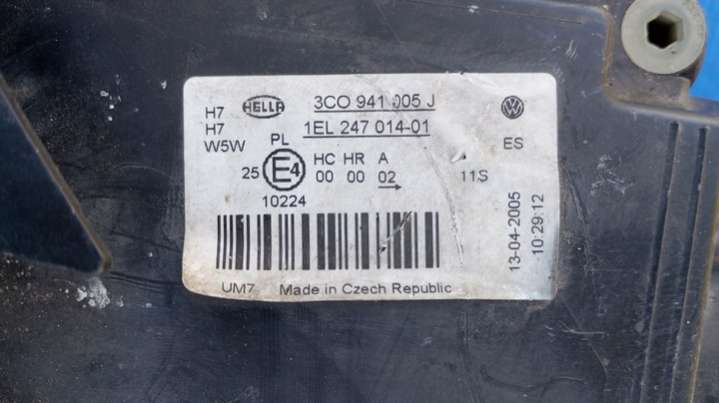 H7 HELLA 3CO 941 005 J
H7 1EL 247 014-01
W5W PL ES
25 E4 HC HR A
00 00 02 11S
10224
UM7 Made in Czech Republic
13-04-2005
10:29:12